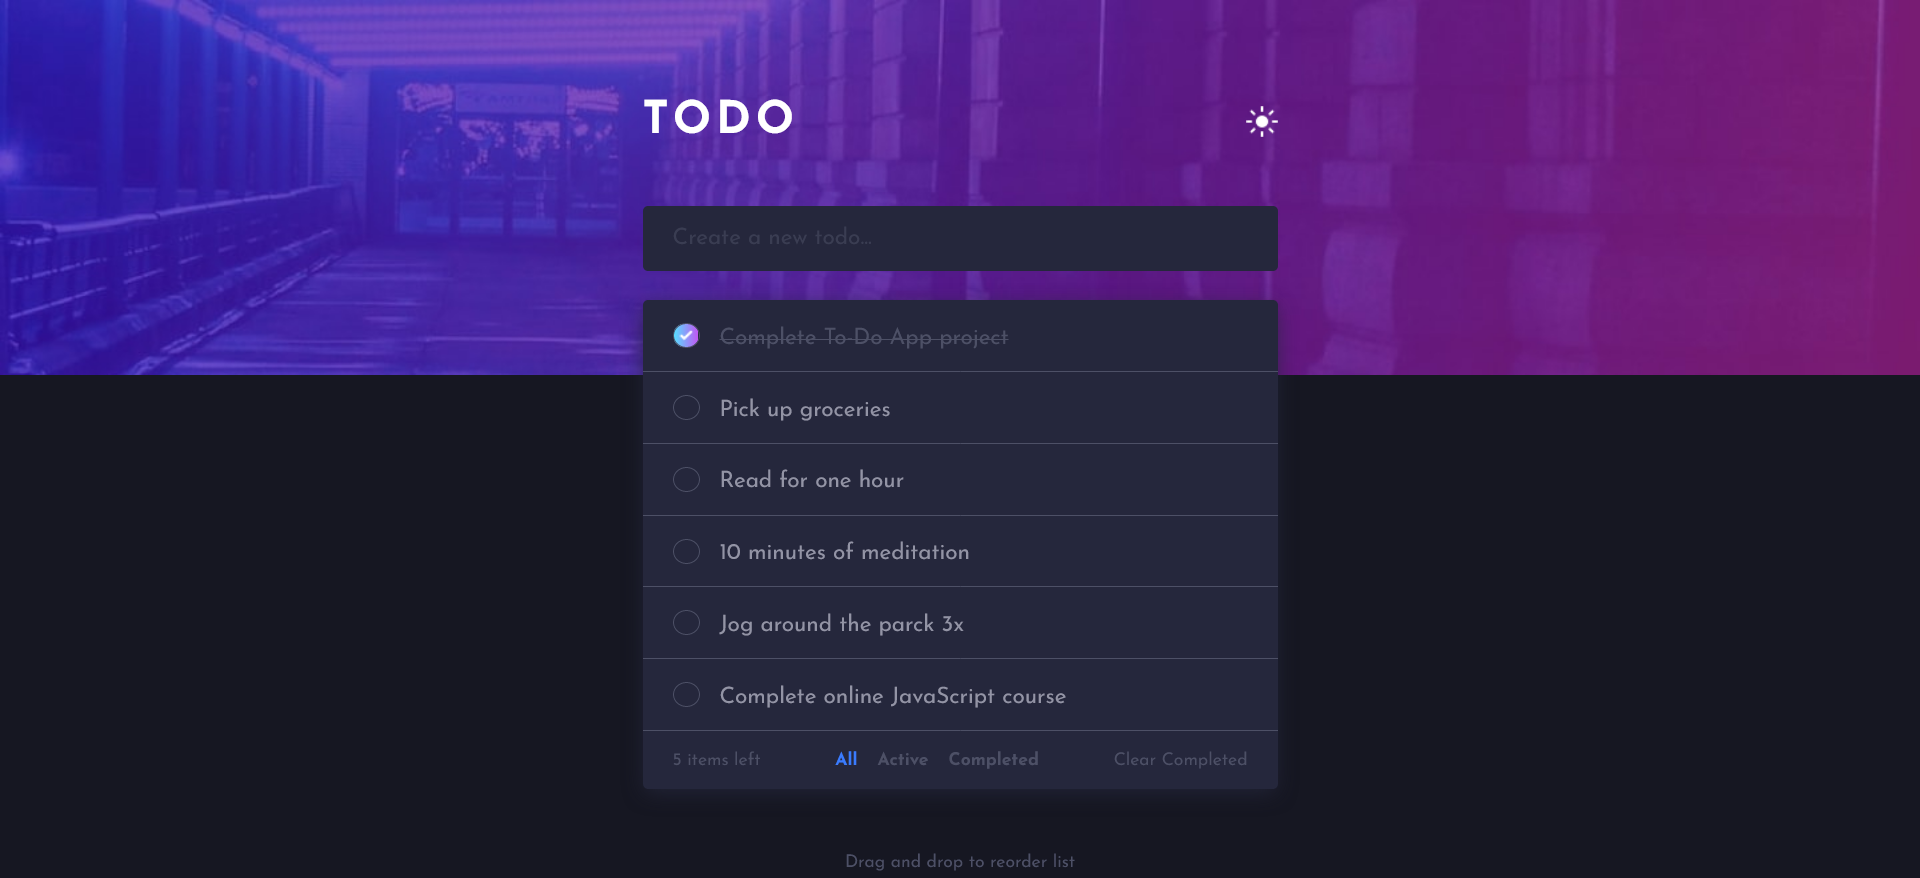 TODO
Create a new todo...
Complete To-Do App project
Pick up groceries
Read for one hour
10 minutes of meditation
Jog around the parck 3x
Complete online JavaScript course
5 items left All Active Completed Clear Completed
Drag and drop to reorder list